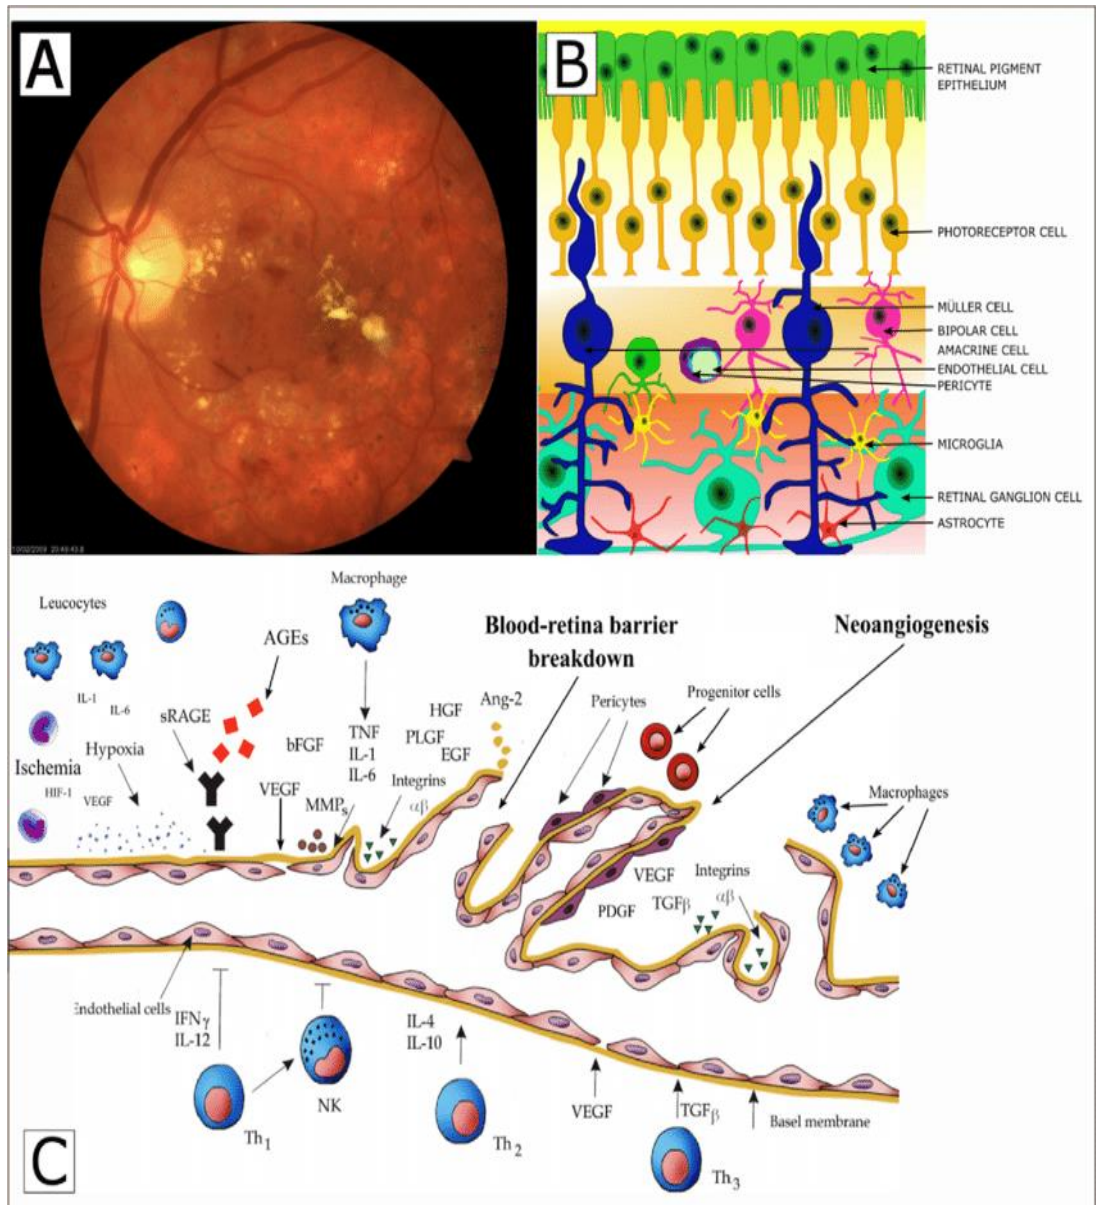 A
B
RETINAL PIGMENT
EPITHELIUM
PHOTORECEPTOR CELL
MÜLLER CELL
BIPOLAR CELL
AMACRINE CELL
ENDOTHELIAL CELL
PERICYTE
MICROGLIA
RETINAL GANGLION CELL
ASTROCYTE
Leucocytes
IL-1
IL-6
AGEs
Macrophage
Blood-retina barrier
breakdown
Neoangiogenesis
sRAGE
Hypoxia
Ischemia
HIF-1
VEGF
bFGF
VEGF
TNF
IL-1
IL-6
MMPs
HGF
PLGF
EGF
Ang-2
Integrins
αβ
Pericytes
Progenitor cells
Macrophages
VEGF
PDGF
TGFβ
Integrins
αβ
Endothelial cells
IFNγ
IL-12
Th1
NK
IL-4
IL-10
Th2
VEGF
TGFβ
Basel membrane
Th3
C